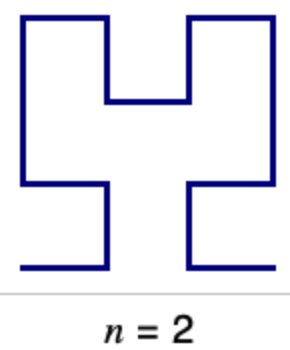 n = 2